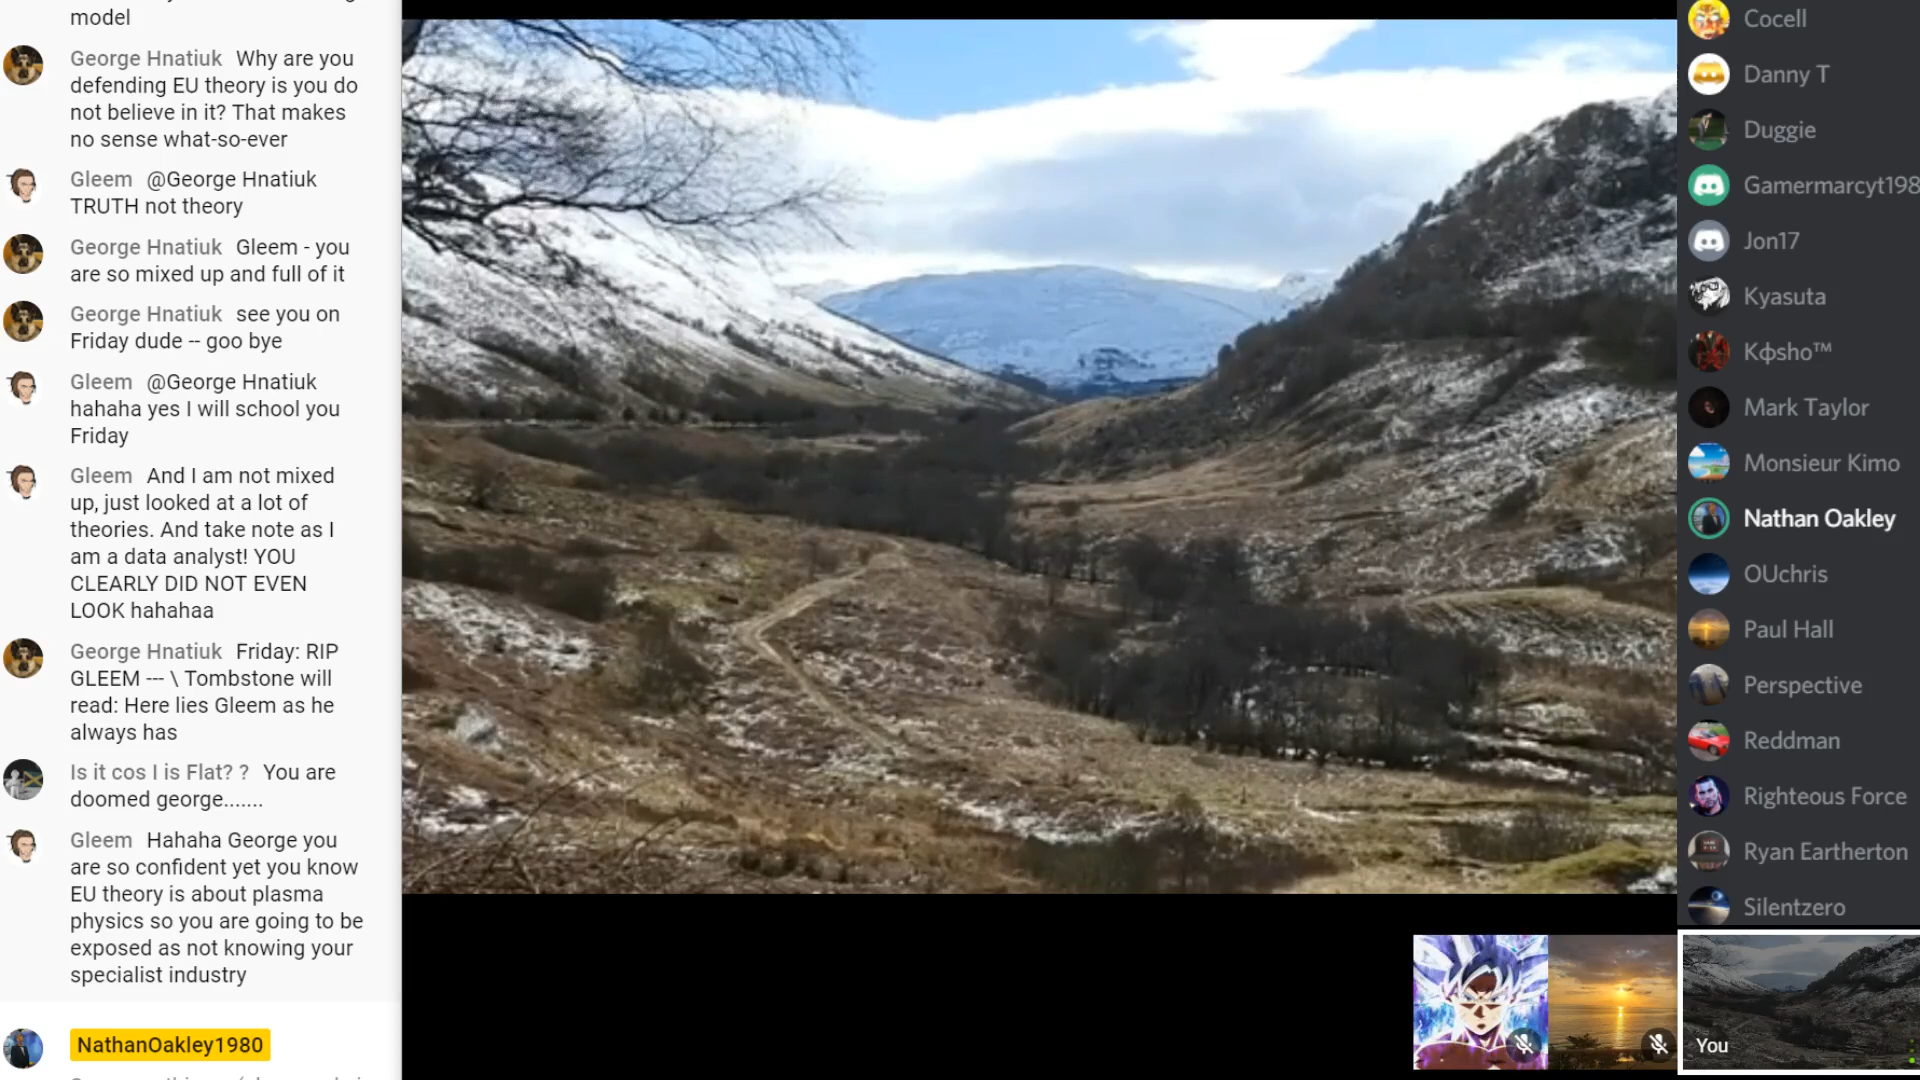 model
George Hnatiuk Why are you
defending EU theory is you do
not believe in it? That makes
no sense what-so-ever
Gleem @George Hnatiuk
TRUTH not theory
George Hnatiuk Gleem - you
are so mixed up and full of it
George Hnatiuk see you on
Friday dude -- goo bye
Gleem @George Hnatiuk
hahaha yes I will school you
Friday
Gleem And I am not mixed
up, just looked at a lot of
theories. And take note as I
am a data analyst! YOU
CLEARLY DID NOT EVEN
LOOK hahahaa
George Hnatiuk Friday: RIP
GLEEM --- \ Tombstone will
read: Here lies Gleem as he
always has
Is it cos I is Flat? ? You are
doomed george.......
Gleem Hahaha George you
are so confident yet you know
EU theory is about plasma
physics so you are going to be
exposed as not knowing your
specialist industry
NathanOakley1980
Cocell
Danny T
Duggie
Gamermarcyt198
Jon17
Kyasuta
Kфsho™
Mark Taylor
Monsieur Kimo
Nathan Oakley
OUchris
Paul Hall
Perspective
Reddman
Righteous Force
Ryan Eartherton
Silentzero
You